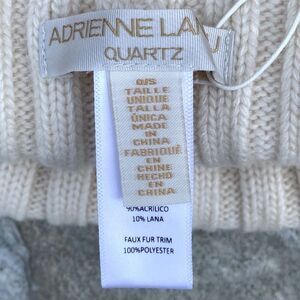 ADRIENNE LAN
QUARTZ
O/S
TAILLE
UNIQUE
TALLA
ÚNICA
MADE
IN
CHINA
FABRIQUÉ
EN
CHINE
HECHO
EN
CHINA
90%ACRILICO
10% LANA
FAUX FUR TRIM
100%POLYESTER